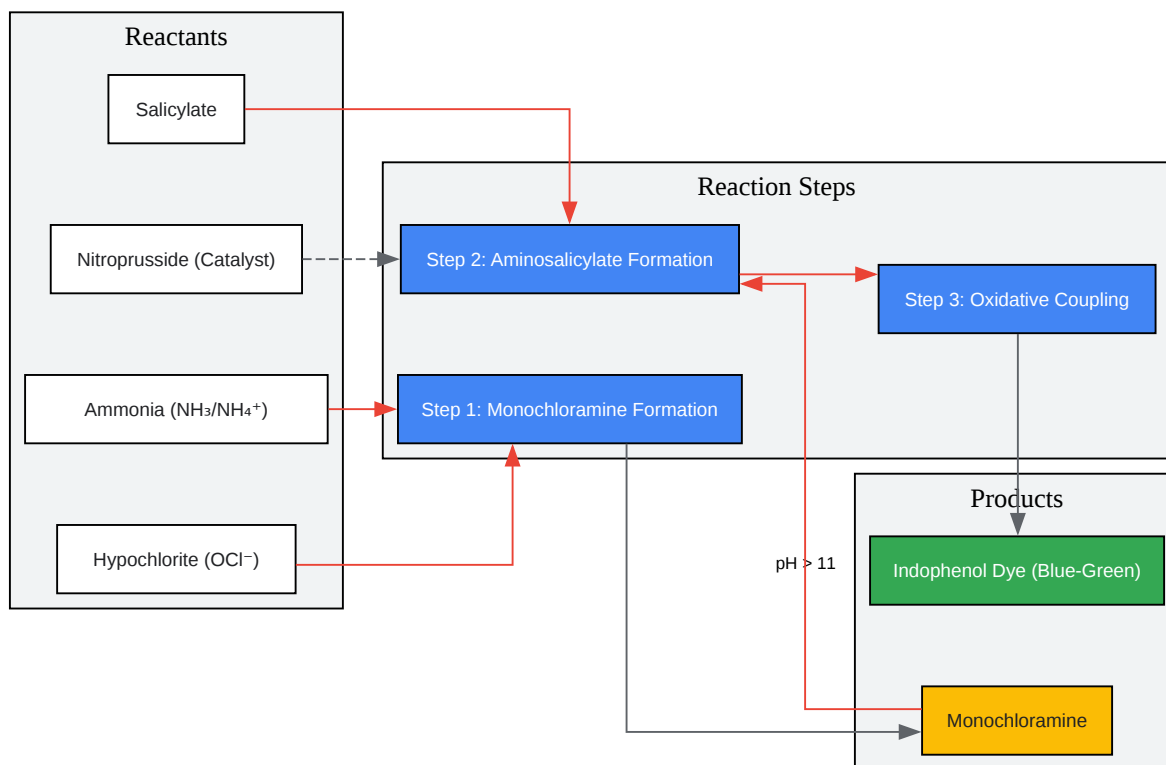 Reactants
Salicylate
Nitroprusside (Catalyst)
Ammonia (NH₃/NH₄⁺)
Hypochlorite (OCl⁻)
Reaction Steps
Step 2: Aminosalicylate Formation
Step 3: Oxidative Coupling
Step 1: Monochloramine Formation
pH > 11
Products
Indophenol Dye (Blue-Green)
Monochloramine